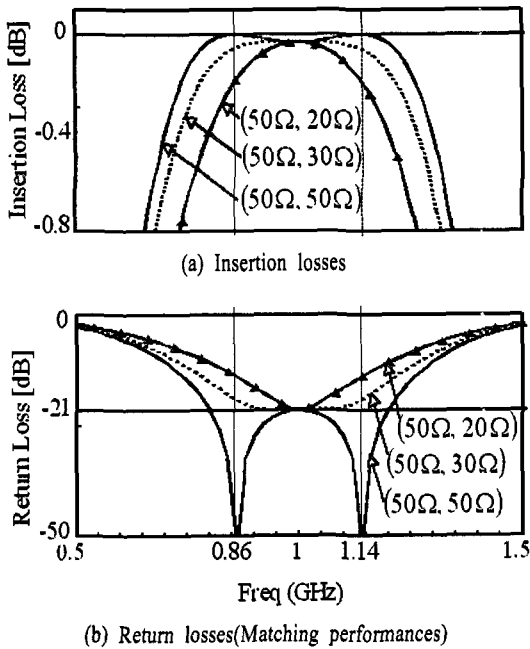 0
Insertion Loss [dB]
-0.4
-0.8
(50Ω, 20Ω)
(50Ω, 30Ω)
(50Ω, 50Ω)
(a) Insertion losses
0
Return Loss [dB]
-21
-50
(50Ω, 20Ω)
(50Ω, 30Ω)
(50Ω, 50Ω)
0.5 0.86 1 1.14 1.5
Freq (GHz)
(b) Return losses(Matching performances)